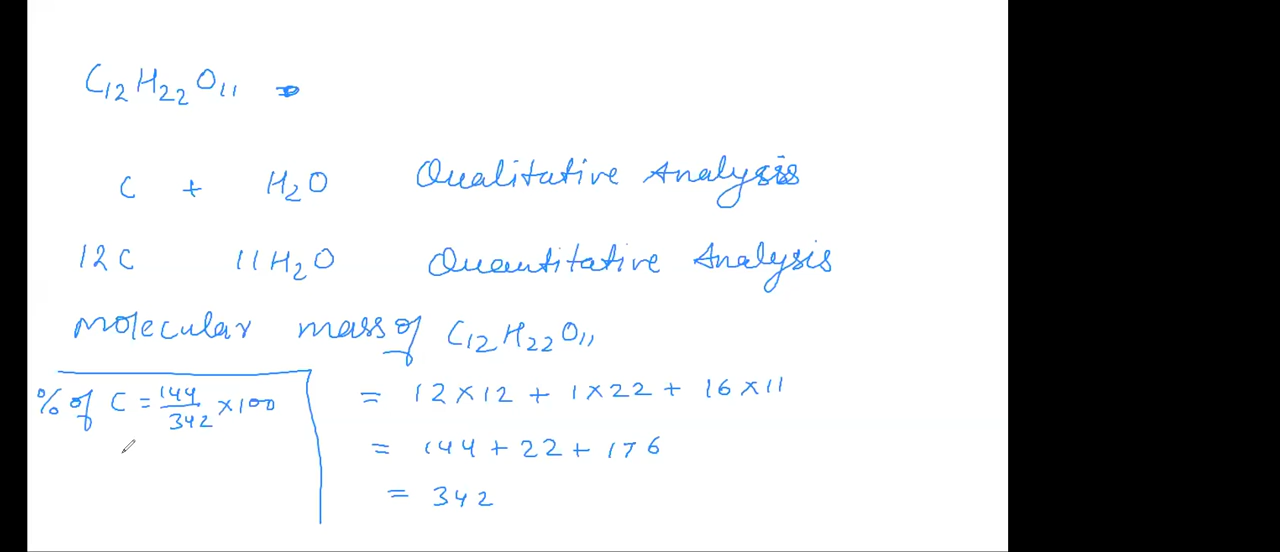 C₁₂H₂₂O₁₁
C + H₂O Qualitative Analysis
12C 11H₂O Quantitative Analysis
Molecular mass of C₁₂H₂₂O₁₁
% of C = 144/342 × 100
= 12 × 12 + 1 × 22 + 16 × 11
= 144 + 22 + 176
= 342